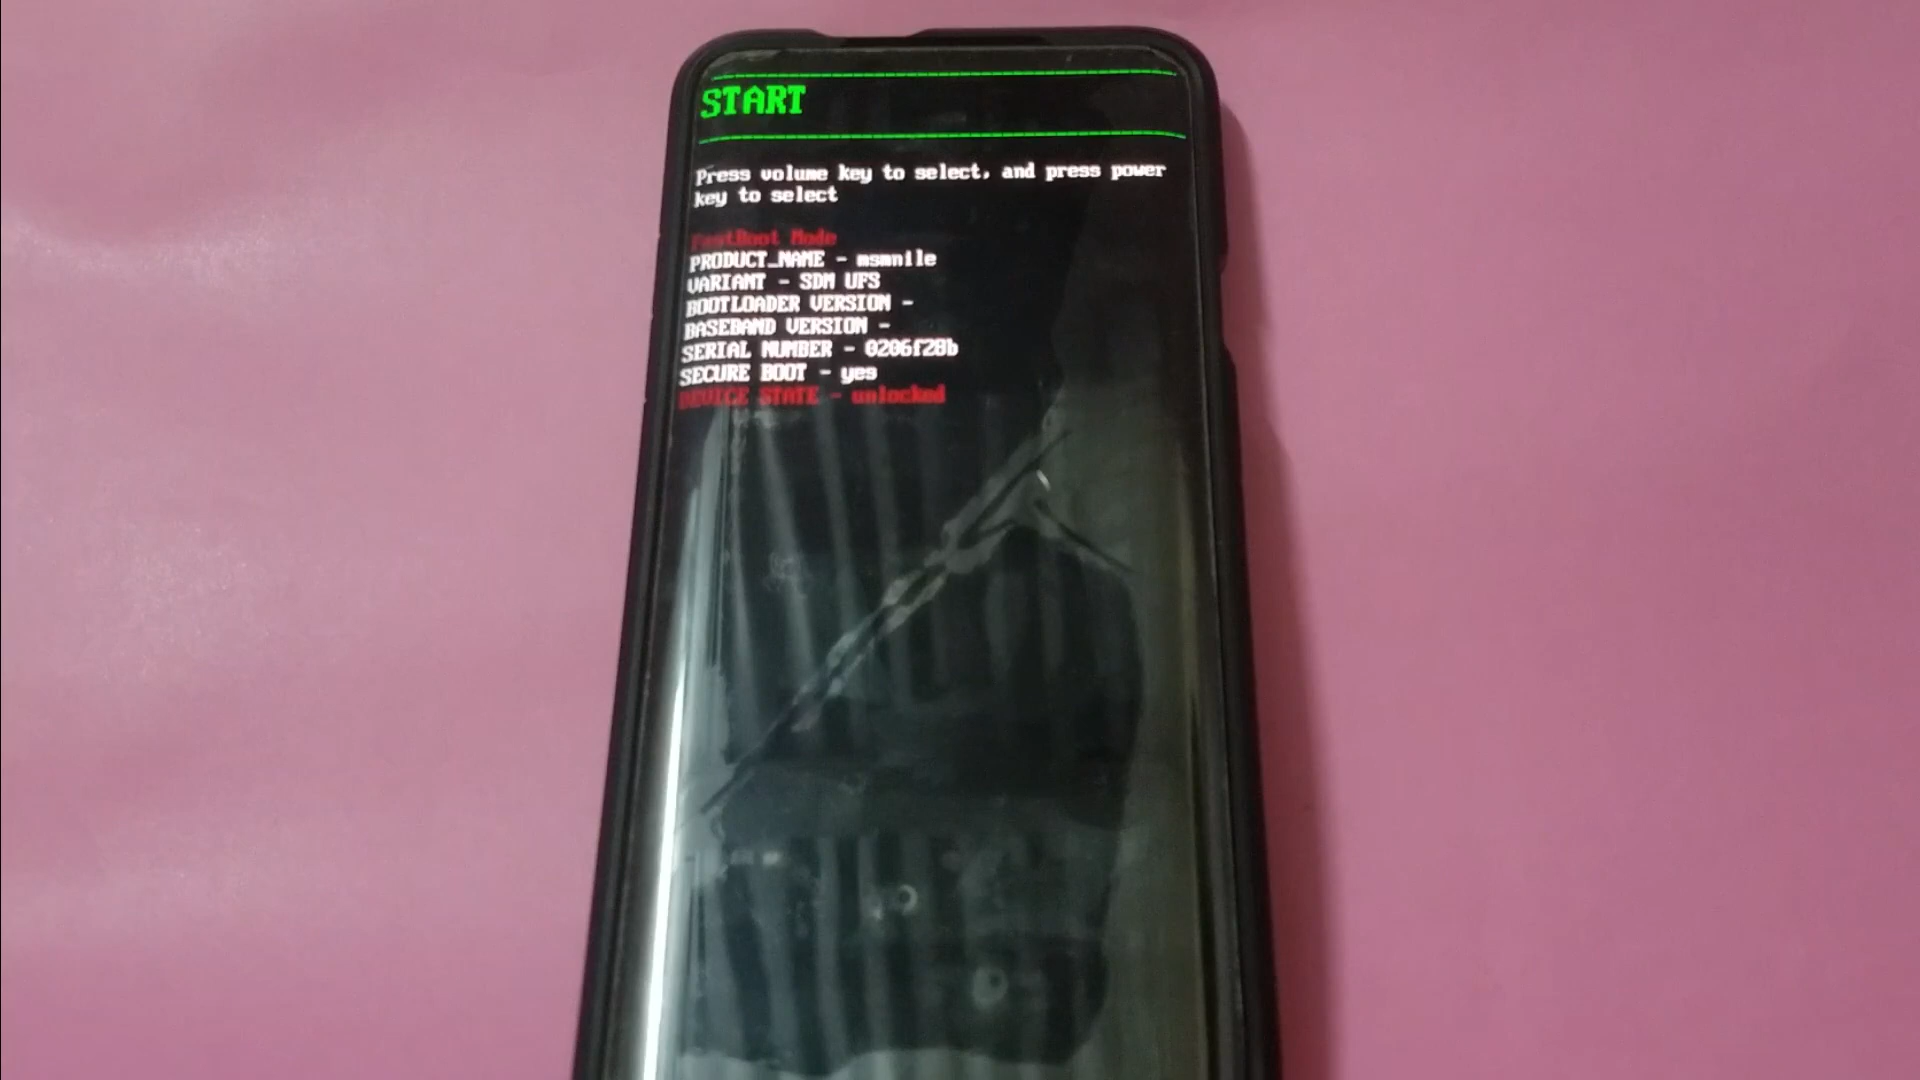 START
Press volume key to select, and press power
key to select
FastBoot Mode
PRODUCT_NAME - msmnile
VARIANT - SDM UFS
BOOTLOADER VERSION -
BASEBAND VERSION -
SERIAL NUMBER - 0206f28b
SECURE BOOT - yes
DEVICE STATE - unlocked